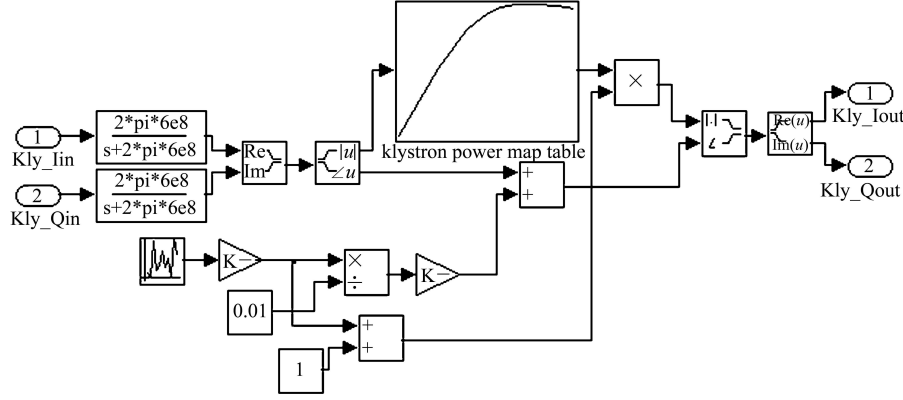 1
Kly_Iin
2*pi*6e8
s+2*pi*6e8
2
Kly_Qin
2*pi*6e8
s+2*pi*6e8
Re
Im
|u|
∠u
klystron power map table
×
+
+
|.|
∠
Re(u)
Im(u)
1
Kly_Iout
2
Kly_Qout
K−
×
÷
K−
0.01
+
+
1